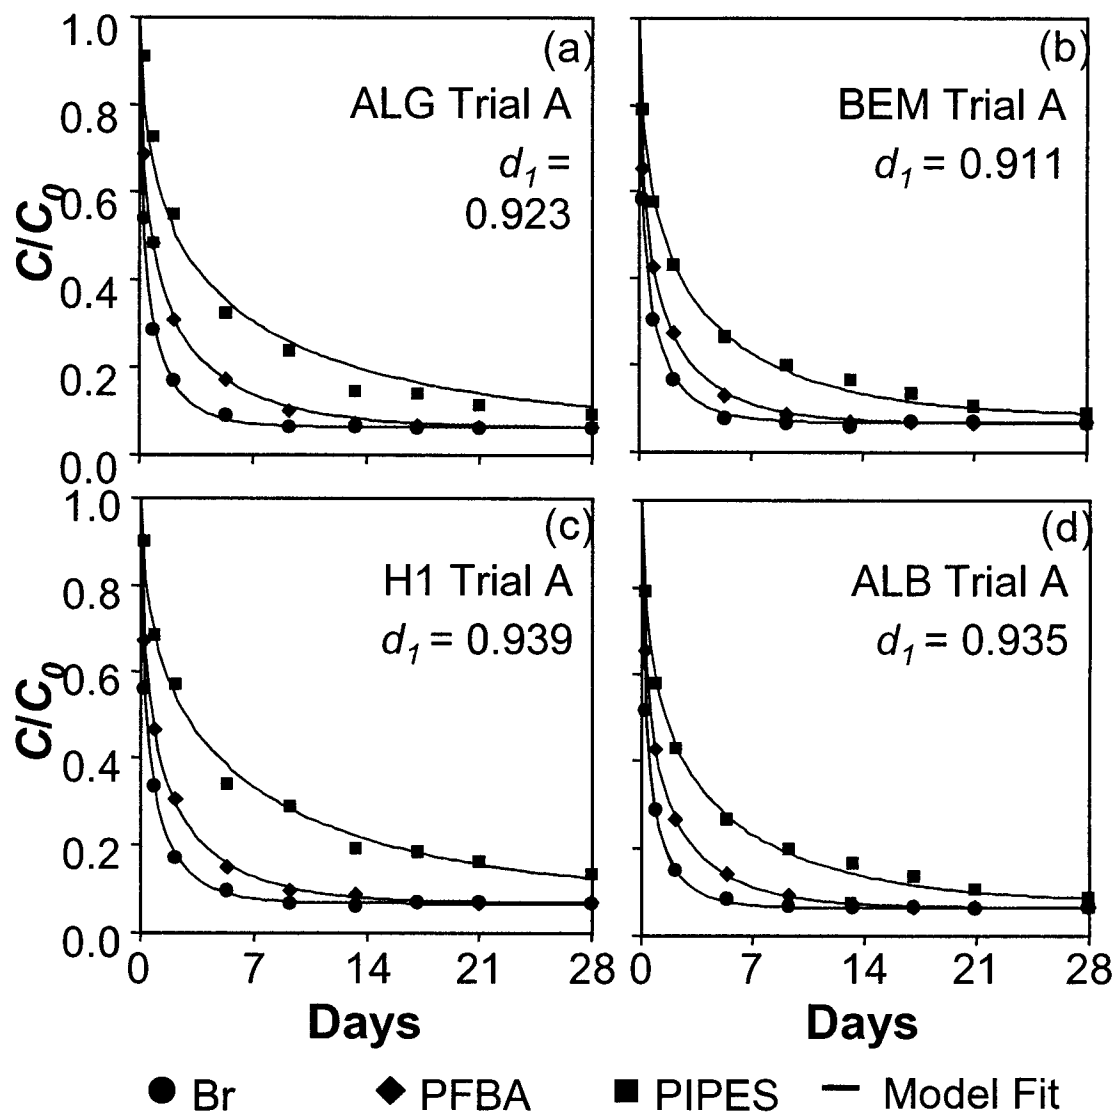 1.0
0.8
0.6
0.4
0.2
0.0
C/C0
(a)
ALG Trial A
d1 =
0.923
(b)
BEM Trial A
d1 = 0.911
1.0
0.8
0.6
0.4
0.2
0.0
C/C0
(c)
H1 Trial A
d1 = 0.939
(d)
ALB Trial A
d1 = 0.935
0 7 14 21 28
0 7 14 21 28
Days
Days
Br PFBA PIPES Model Fit